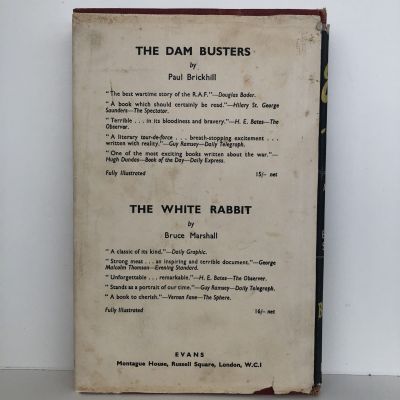 THE DAM BUSTERS
by
Paul Brickhill
"The best wartime story of the R.A.F."—Douglas Bader.
"A book which should certainly be read."—Hilary St. George
Saunders—The Spectator.
"Terrible . . . in its bloodiness and bravery."—H. E. Bates—The
Observer.
"A literary tour-de-force . . . breath-stopping excitement . . .
written with reality."—Guy Ramsey—Daily Telegraph.
"One of the most exciting books written about the war."—
Hugh Dundas—Book of the Day—Daily Express.
Fully Illustrated 15/- net
THE WHITE RABBIT
by
Bruce Marshall
"A classic of its kind."—Daily Graphic.
"Strong meat . . . an inspiring and terrible document."—George
Malcolm Thomson—Evening Standard.
"Unforgettable . . . remarkable."—H. E. Bates—The Observer.
"Stands as a portrait of our time."—Guy Ramsey—Daily Telegraph.
"A book to cherish."—Vernon Fane—The Sphere.
Fully Illustrated 16/- net
EVANS
Montague House, Russell Square, London, W.C.1